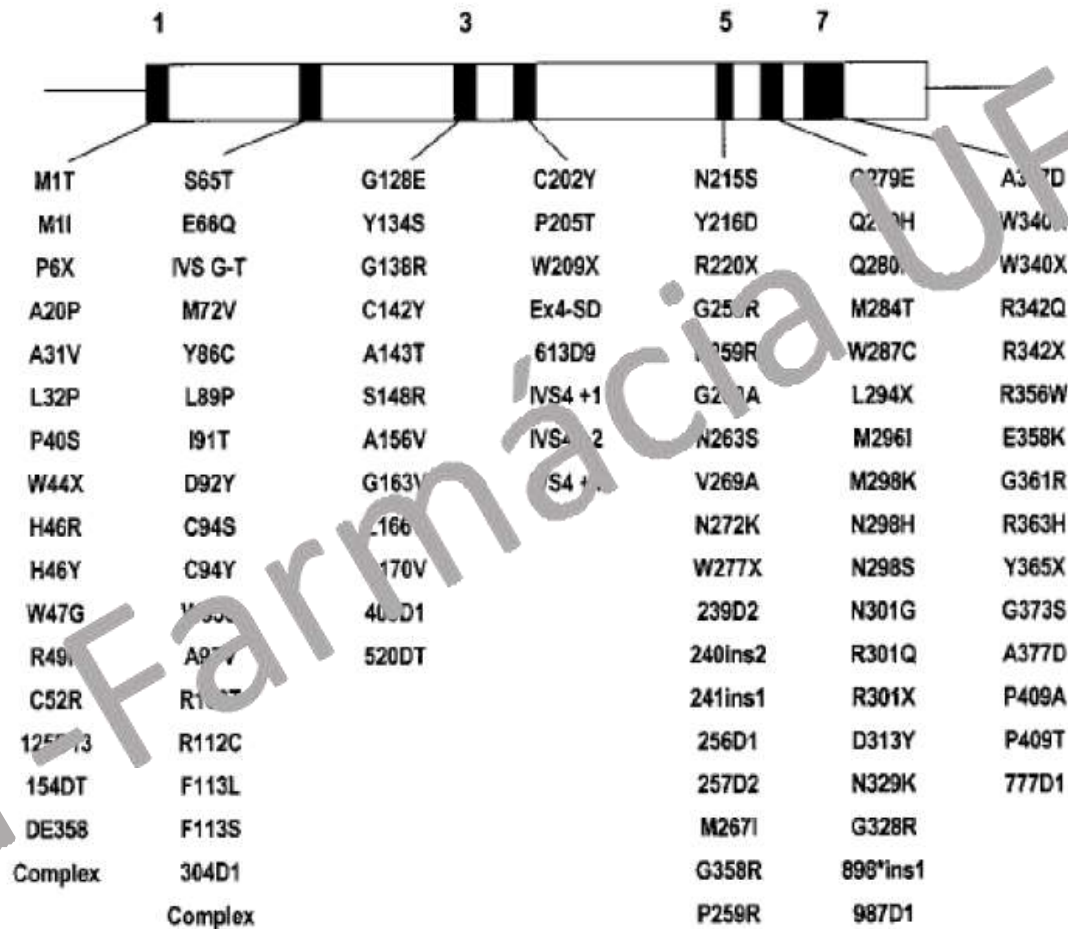 1 3 5 7
M1T S65T G128E C202Y N215S
M1I E66Q Y134S P205T Y216D
P6X IVS G-T G138R W209X R220X W340X
A20P M72V C142Y Ex4-SD M284T R342Q
A31V Y86C A143T 613D9 W287C R342X
L32P L89P S148R IVS4 +1 L294X R356W
P40S I91T A156V N263S M296I E358K
W44X D92Y G163V V269A M298K G361R
H46R C94S N272K N298H R363H
H46Y C94Y W277X N298S Y365X
W47G 239D2 N301G G373S
520DT 240ins2 R301Q A377D
C52R 241ins1 R301X P409A
R112C 256D1 D313Y P409T
154DT F113L 257D2 N329K 777D1
DE358 F113S M267I G328R
Complex 304D1 G358R 898*ins1
Complex P259R 987D1
-Farmácia UF